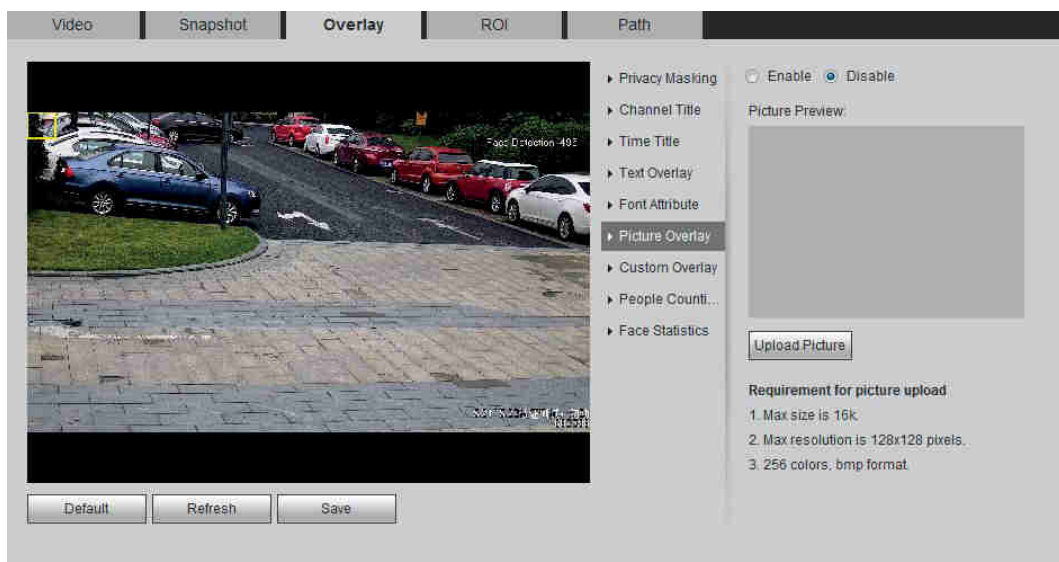 Video
Snapshot
Overlay
ROI
Path
Privacy Masking
Channel Title
Time Title
Text Overlay
Font Attribute
Picture Overlay
Custom Overlay
People Counti...
Face Statistics
Enable
Disable
Picture Preview:
Face Detection
Upload Picture
Requirement for picture upload
1. Max size is 16k.
2. Max resolution is 128x128 pixels.
3. 256 colors, bmp format.
Default
Refresh
Save